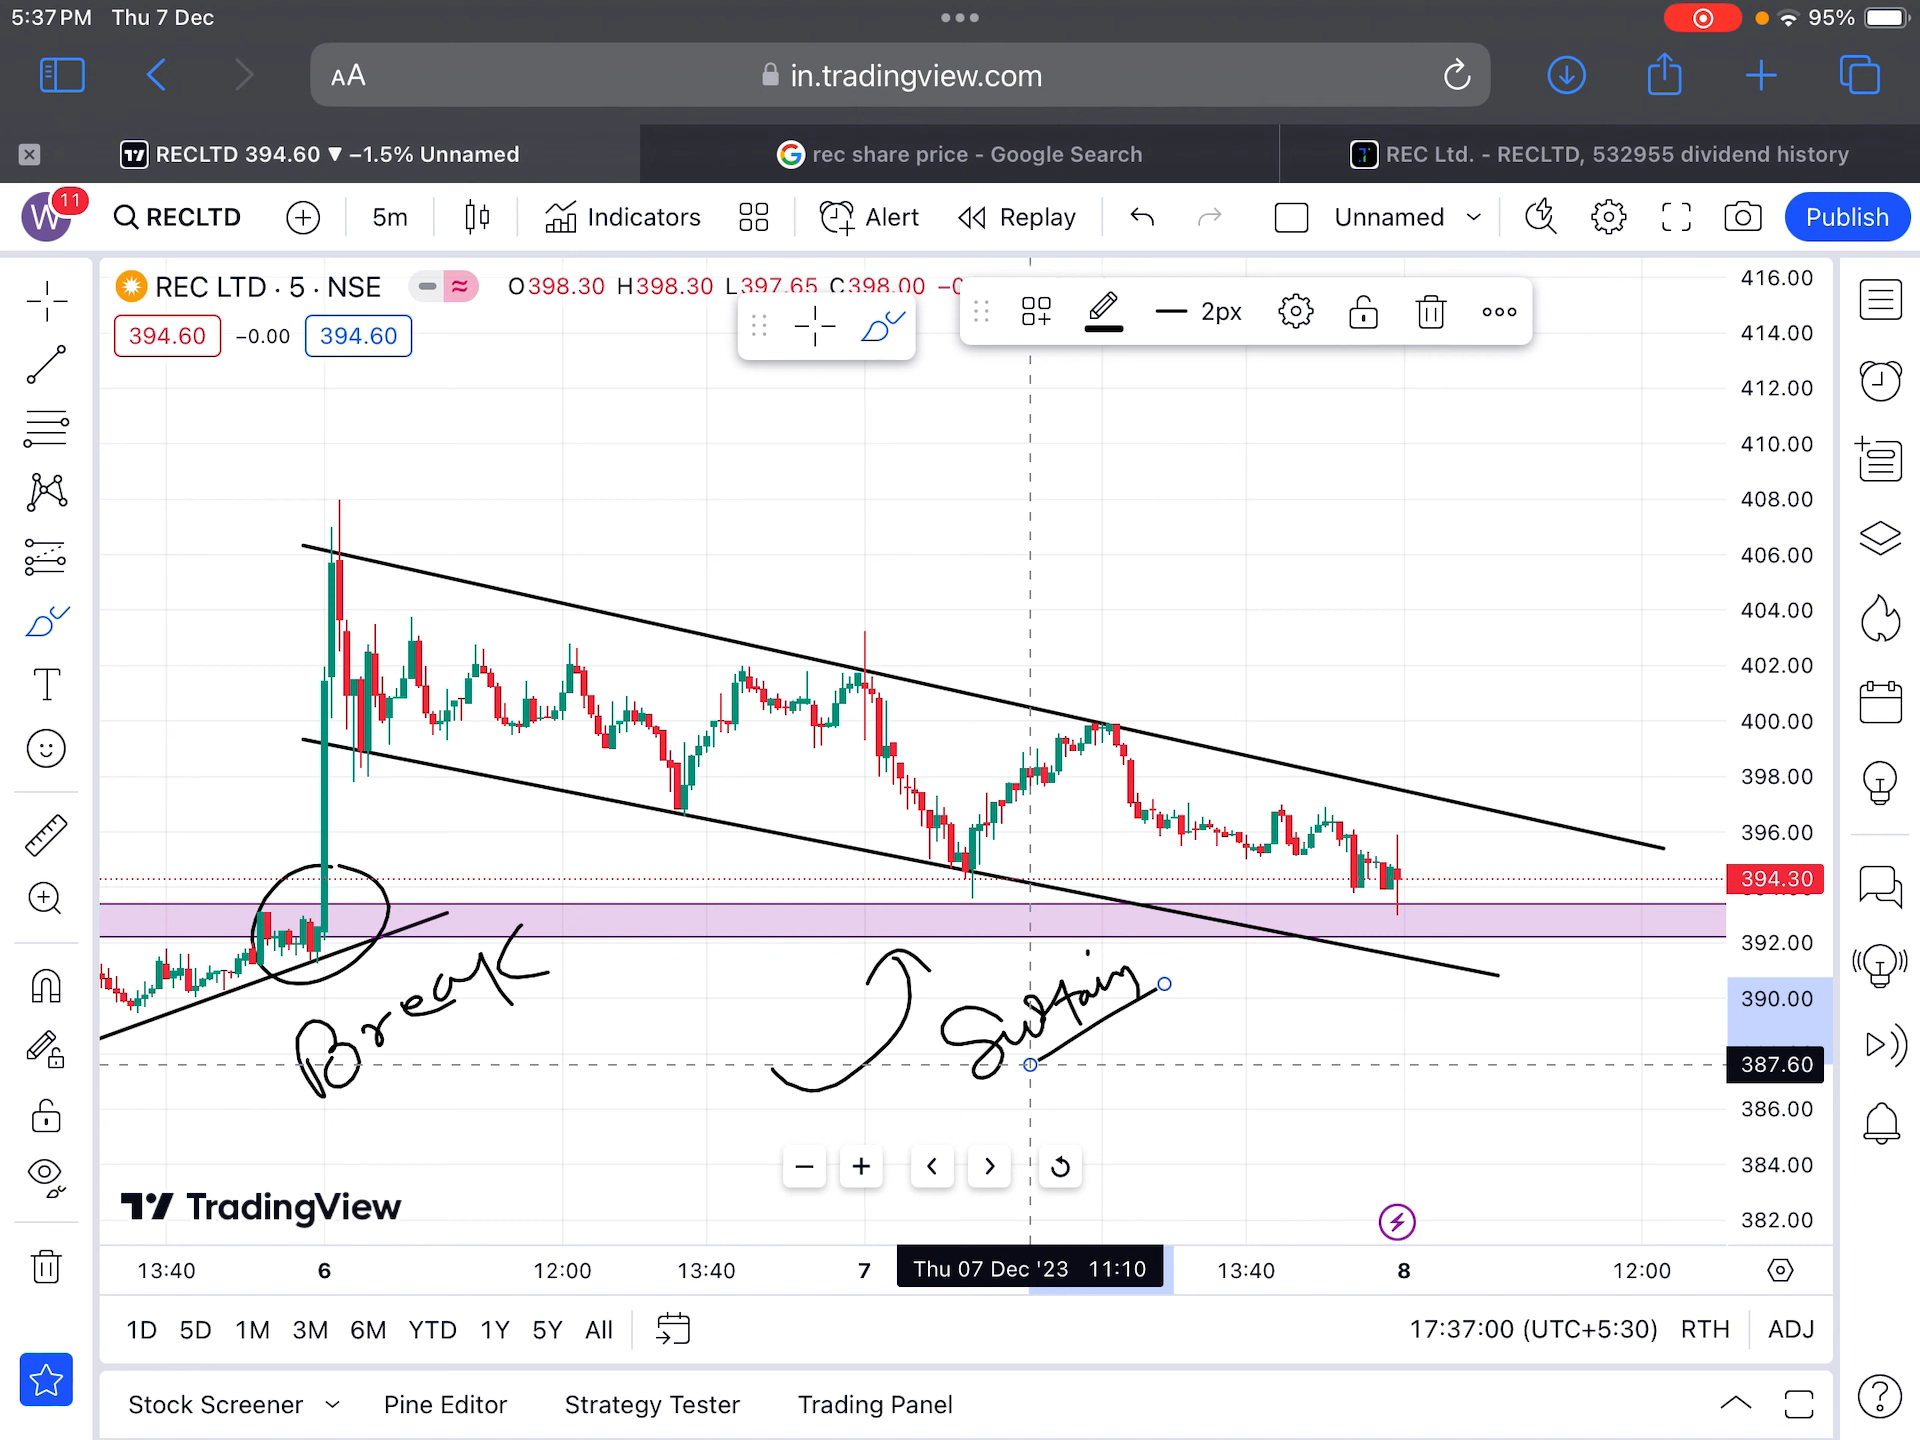 5:37PM Thu 7 Dec
95%
AA
in.tradingview.com
RECLTD 394.60 ▼ −1.5% Unnamed
rec share price - Google Search
REC Ltd. - RECLTD, 532955 dividend history
W
11
RECLTD
5m
Indicators
Alert
Replay
Unnamed
Publish
REC LTD · 5 · NSE
O398.30 H398.30 L397.65 C398.00 −0
2px
394.60
−0.00
394.60
416.00
414.00
412.00
410.00
408.00
406.00
404.00
402.00
400.00
398.00
396.00
394.30
392.00
390.00
387.60
386.00
384.00
382.00
Break
Sustain
TradingView
13:40
6
12:00
13:40
7
Thu 07 Dec '23 11:10
13:40
8
12:00
1D 5D 1M 3M 6M YTD 1Y 5Y All
17:37:00 (UTC+5:30) RTH ADJ
Stock Screener Pine Editor Strategy Tester Trading Panel